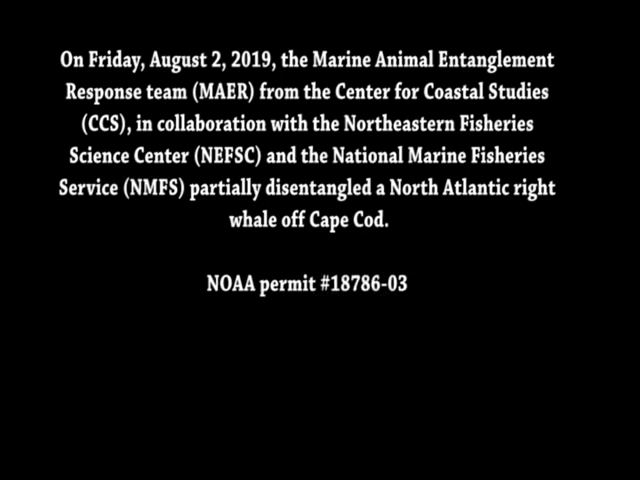 On Friday, August 2, 2019, the Marine Animal Entanglement
Response team (MAER) from the Center for Coastal Studies
(CCS), in collaboration with the Northeastern Fisheries
Science Center (NEFSC) and the National Marine Fisheries
Service (NMFS) partially disentangled a North Atlantic right
whale off Cape Cod.
NOAA permit #18786-03